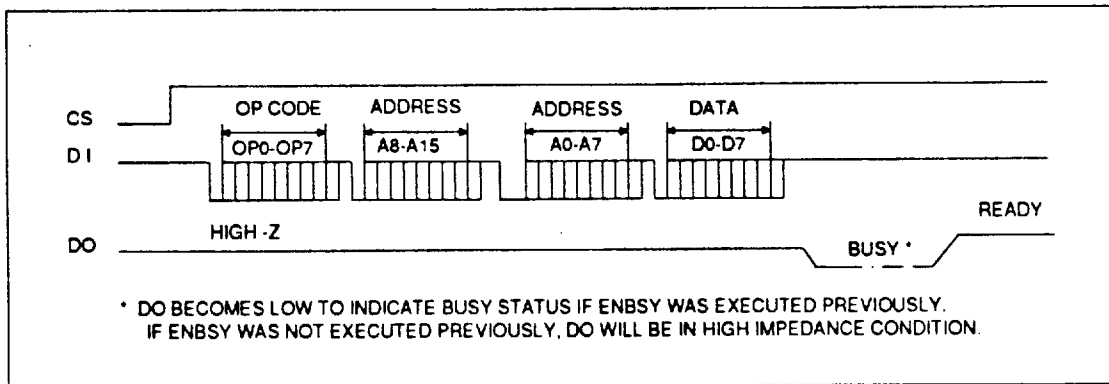 OP CODE ADDRESS ADDRESS DATA
CS
OP0-OP7 A8-A15 A0-A7 D0-D7
DI
READY
HIGH -Z
DO
BUSY *
* DO BECOMES LOW TO INDICATE BUSY STATUS IF ENBSY WAS EXECUTED PREVIOUSLY.
IF ENBSY WAS NOT EXECUTED PREVIOUSLY, DO WILL BE IN HIGH IMPEDANCE CONDITION.